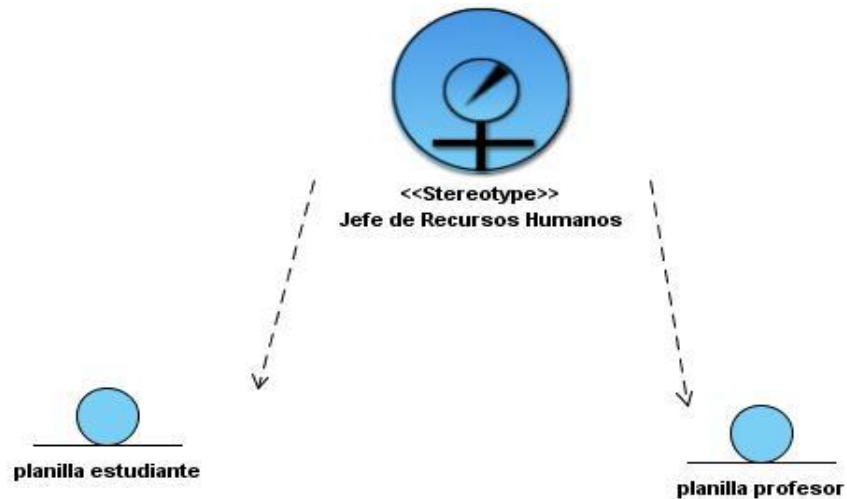 <<Stereotype>>
Jefe de Recursos Humanos
planilla estudiante
planilla profesor